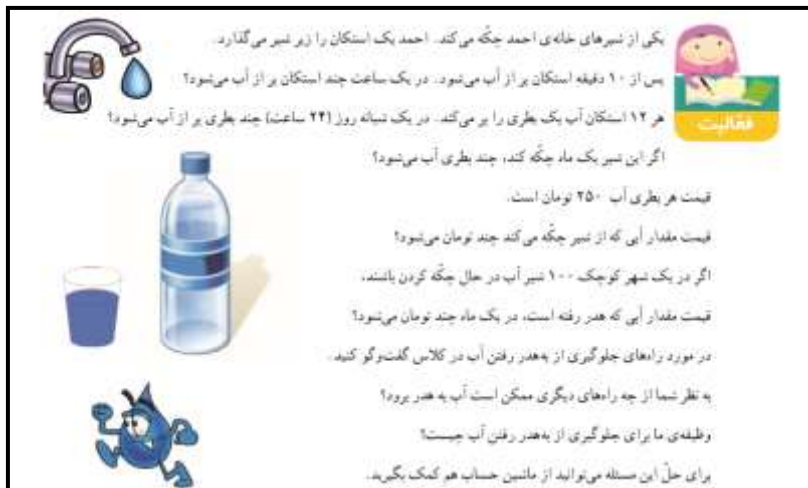 یکی از شیرهای خانه‌ی احمد چکّه می‌کند. احمد یک استکان را زیر شیر می‌گذارد.
پس از ۱۰ دقیقه استکان پر از آب می‌شود. در یک ساعت چند استکان پر از آب می‌شود؟
هر ۱۲ استکان آب یک بطری را پر می‌کند. در یک شبانه روز (۲۴ ساعت) چند بطری پر از آب می‌شود؟
فعّالیت
اگر این شیر یک ماه چکّه کند، چند بطری آب می‌شود؟
قیمت هر بطری آب ۲۵۰ تومان است.
قیمت مقدار آبی که از شیر چکّه می‌کند چند تومان می‌شود؟
اگر در یک شهر کوچک ۱۰۰ شیر آب در حال چکّه کردن باشند،
قیمت مقدار آبی که هدر رفته است، در یک ماه چند تومان می‌شود؟
در مورد راه‌های جلوگیری از به‌هدر رفتن آب در کلاس گفت‌وگو کنید.
به نظر شما از چه راه‌های دیگری ممکن است آب به هدر برود؟
وظیفه‌ی ما برای جلوگیری از به‌هدر رفتن آب چیست؟
برای حلّ این مسئله می‌توانید از ماشین حساب هم کمک بگیرید.